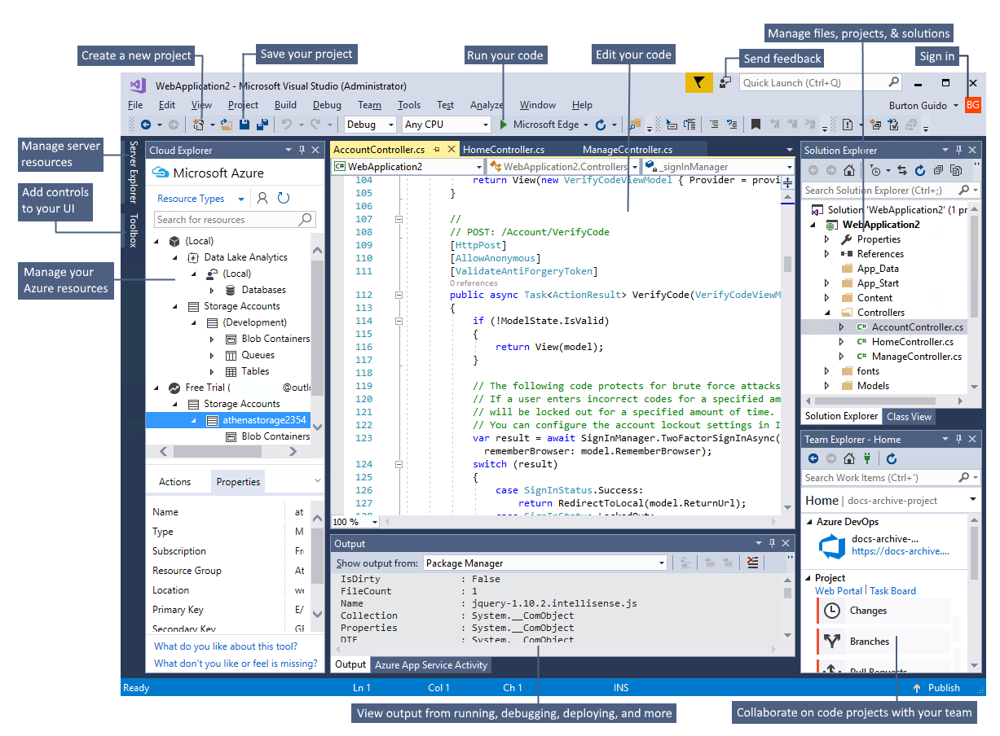 Manage files, projects, & solutions
Create a new project
Save your project
Run your code
Edit your code
Send feedback
Sign in
WebApplication2 - Microsoft Visual Studio (Administrator)
Quick Launch (Ctrl+Q)
File Edit View Project Build Debug Team Tools Test Analyze Window Help
Burton Guido
BG
Debug
Any CPU
Microsoft Edge
Manage server
resources
Add controls
to your UI
Manage your
Azure resources
Server Explorer
Toolbox
Cloud Explorer
Microsoft Azure
Resource Types
Search for resources
(Local)
Data Lake Analytics
(Local)
Databases
Storage Accounts
(Development)
Blob Containers
Queues
Tables
Free Trial ( @outlo
Storage Accounts
athenastorage2354
Blob Containers
Actions Properties
Name at
Type M
Subscription Fr
Resource Group At
Location we
Primary Key E/
Secondary Key GF
What do you like about this tool?
What don't you like or feel is missing?
AccountController.cs HomeController.cs ManageController.cs
C# WebApplication2 WebApplication2.Controllers _signInManager
104 return View(new VerifyCodeViewModel { Provider = provi
105 }
106
107 //
108 // POST: /Account/VerifyCode
109 [HttpPost]
110 [AllowAnonymous]
111 [ValidateAntiForgeryToken]
0 references
112 public async Task<ActionResult> VerifyCode(VerifyCodeViewM
113 {
114 if (!ModelState.IsValid)
115 {
116 return View(model);
117 }
118
119 // The following code protects for brute force attacks
120 // If a user enters incorrect codes for a specified am
121 // will be locked out for a specified amount of time.
122 // You can configure the account lockout settings in I
123 var result = await SignInManager.TwoFactorSignInAsync(
rememberBrowser: model.RememberBrowser);
124 switch (result)
125 {
126 case SignInStatus.Success:
127 return RedirectToLocal(model.ReturnUrl);
128 case SignInStatus.LockedOut:
100 %
Output
Show output from: Package Manager
IsDirty : False
FileCount : 1
Name : jquery-1.10.2.intellisense.js
Collection : System.__ComObject
Properties : System.__ComObject
DTE : System.__ComObject
Output Azure App Service Activity
Solution Explorer
Search Solution Explorer (Ctrl+;)
Solution 'WebApplication2' (1 pr
WebApplication2
Properties
References
App_Data
App_Start
Content
Controllers
C# AccountController.cs
C# HomeController.cs
C# ManageController.cs
fonts
Models
Solution Explorer Class View
Team Explorer - Home
Search Work Items (Ctrl+')
Home | docs-archive-project
Azure DevOps
docs-archive-...
https://docs-archive....
Project
Web Portal | Task Board
Changes
Branches
Pull Requests
Ready Ln 1 Col 1 Ch 1 INS Publish
View output from running, debugging, deploying, and more
Collaborate on code projects with your team